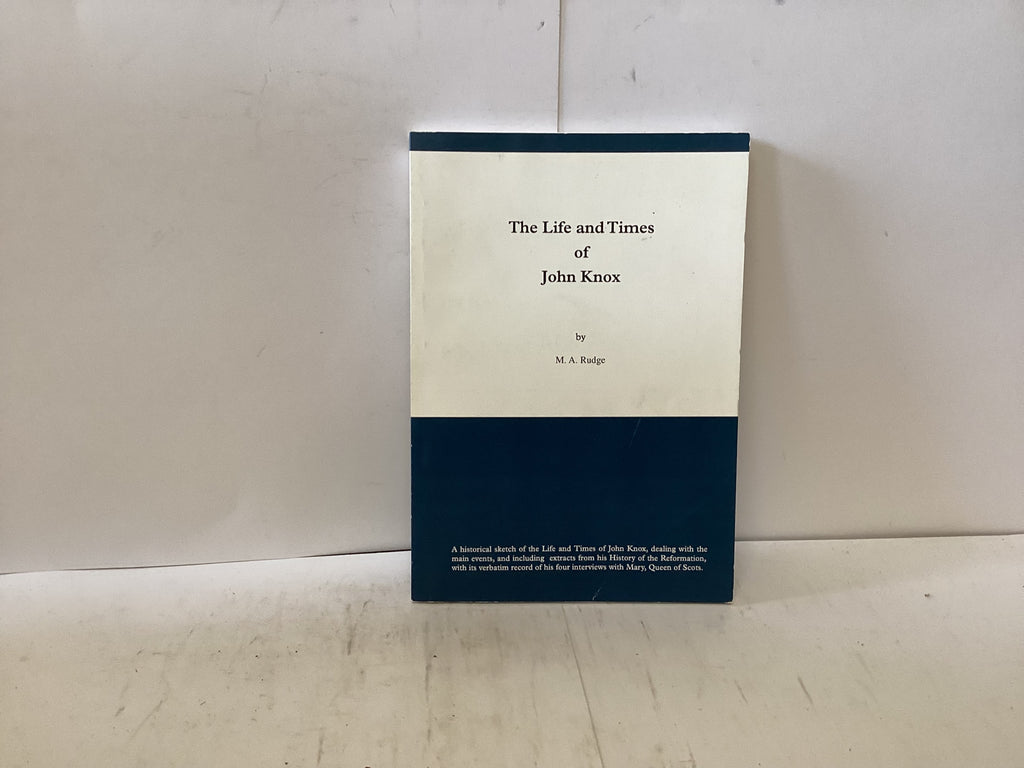 The Life and Times
of
John Knox
by
M. A. Rudge
A historical sketch of the Life and Times of John Knox, dealing with the
main events, and including extracts from his History of the Reformation,
with its verbatim record of his four interviews with Mary, Queen of Scots.